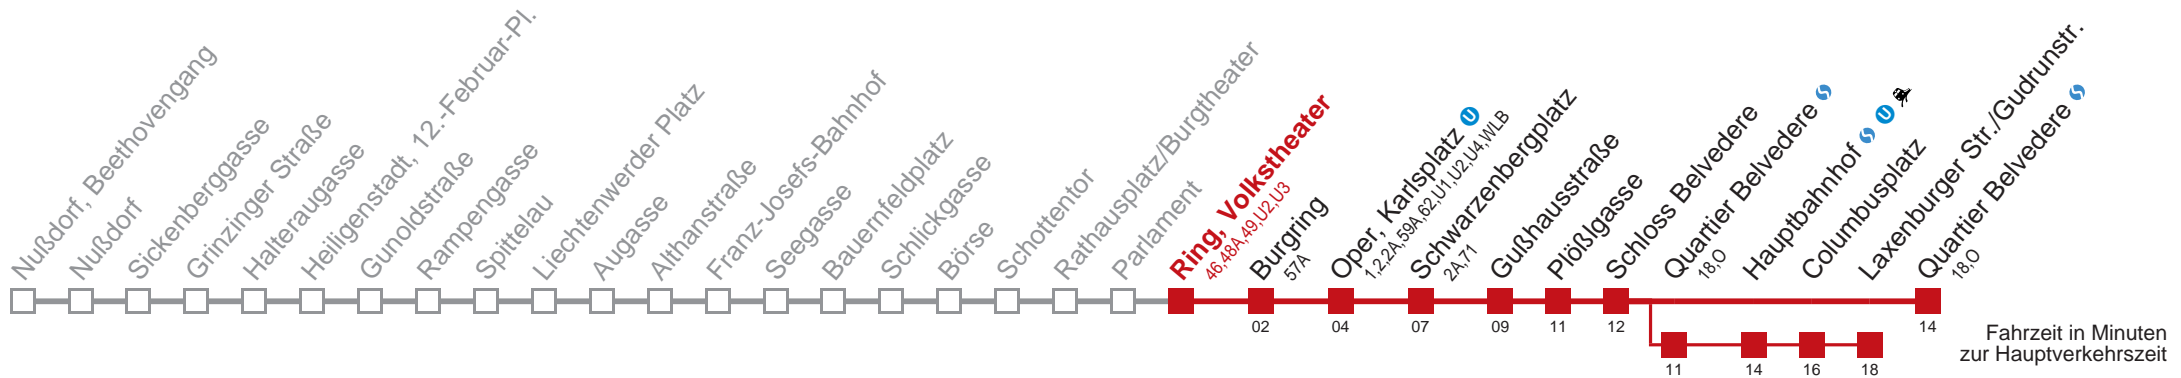 Nußdorf, Beethovengang
Nußdorf
Sickenberggasse
Grinzinger Straße
Halteraugasse
Heiligenstadt, 12.-Februar-Pl.
Gunoldstraße
Rampengasse
Spittelau
Liechtenwerder Platz
Augasse
Althanstraße
Franz-Josefs-Bahnhof
Seegasse
Bauernfeldplatz
Schlickgasse
Börse
Schottentor
Rathausplatz/Burgtheater
Parlament
Ring, Volkstheater
46,48A,49,U2,U3
Burgring
57A
Oper, Karlsplatz U
1,2,2A,59A,62,U1,U2,U4,WLB
Schwarzenbergplatz
2A,71
Gußhausstraße
Plößlgasse
Schloss Belvedere
Quartier Belvedere S
18,O
Hauptbahnhof S U
Columbusplatz
Laxenburger Str./Gudrunstr.
Quartier Belvedere S
18,O
02 04 07 09 11 12 14
11 14 16 18
Fahrzeit in Minuten
zur Hauptverkehrszeit